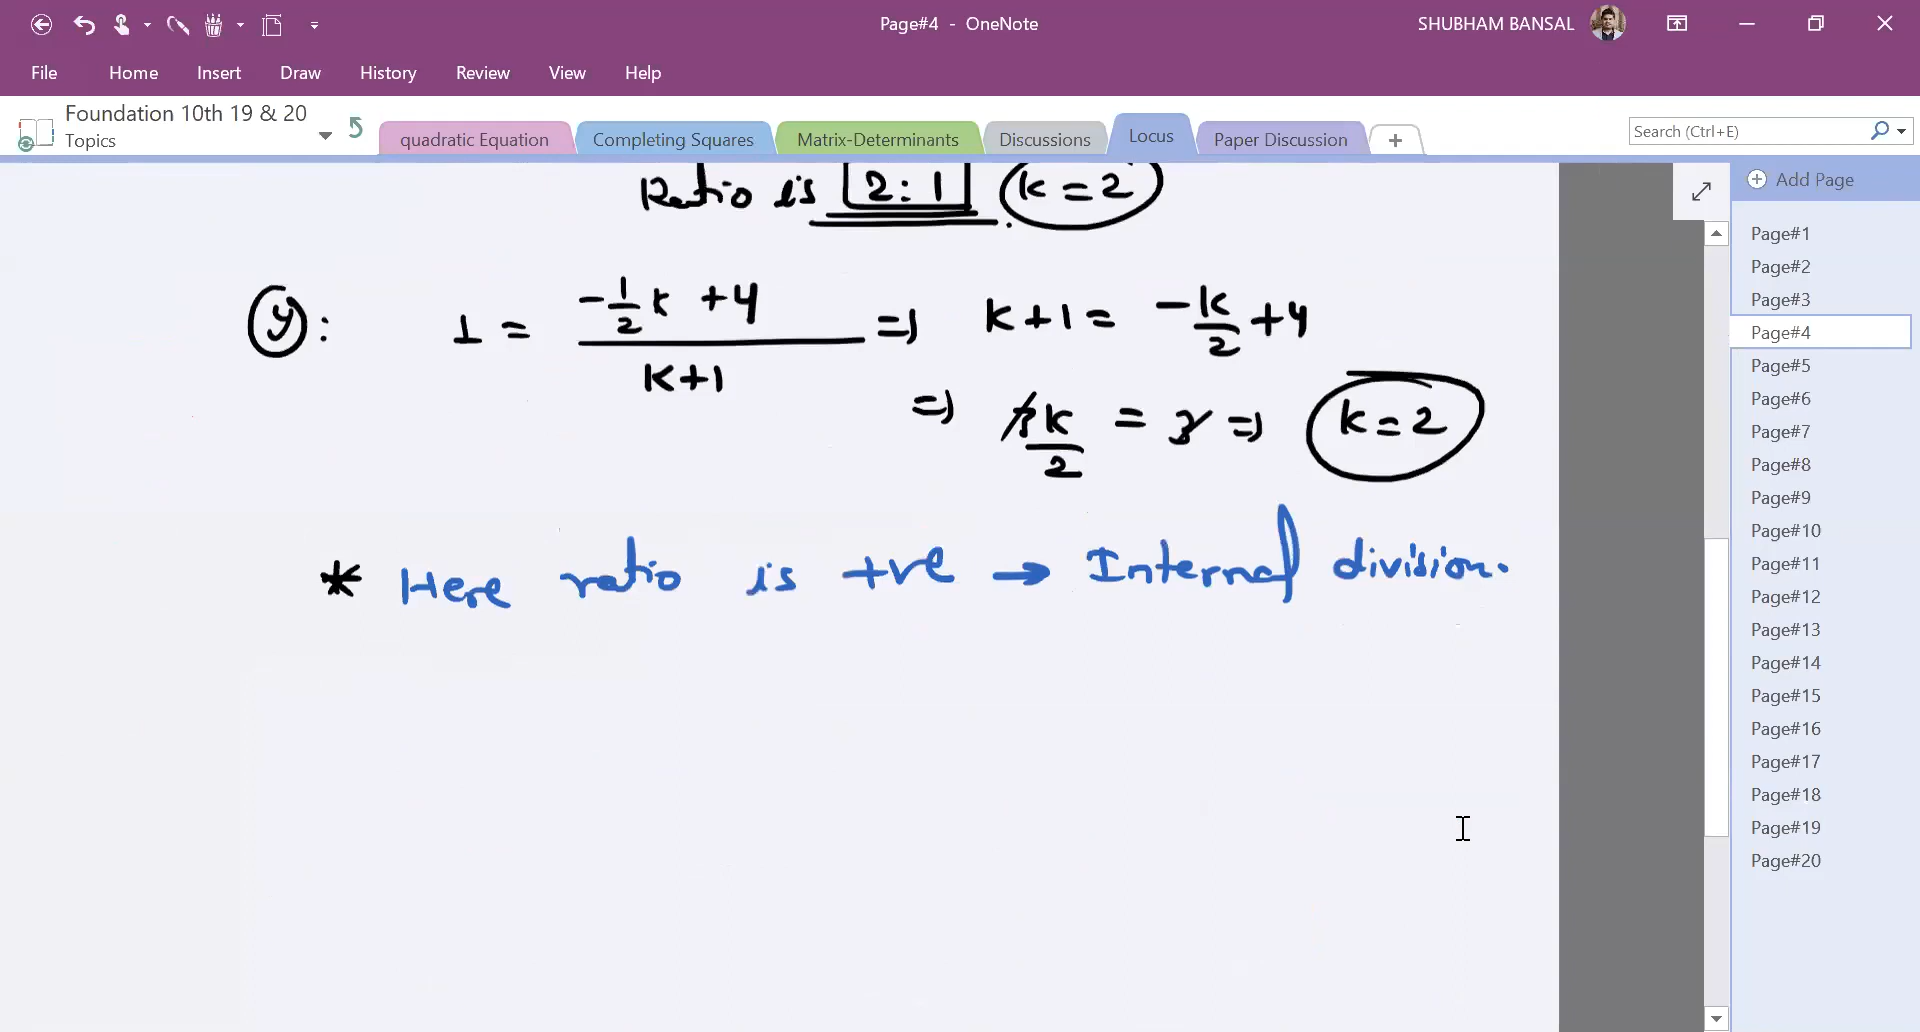 Page#4 - OneNote
SHUBHAM BANSAL
File Home Insert Draw History Review View Help
Foundation 10th 19 & 20
Topics
quadratic Equation Completing Squares Matrix-Determinants Discussions Locus Paper Discussion +
Search (Ctrl+E)
Add Page
Page#1
Page#2
Page#3
Page#4
Page#5
Page#6
Page#7
Page#8
Page#9
Page#10
Page#11
Page#12
Page#13
Page#14
Page#15
Page#16
Page#17
Page#18
Page#19
Page#20
Ratio is 2:1 k=2
y: 1 = (-1/2 k +4)/(k+1) => k+1 = -k/2 +4
=> 3k/2 = 3 => k=2
* Here ratio is +ve → Internal division.